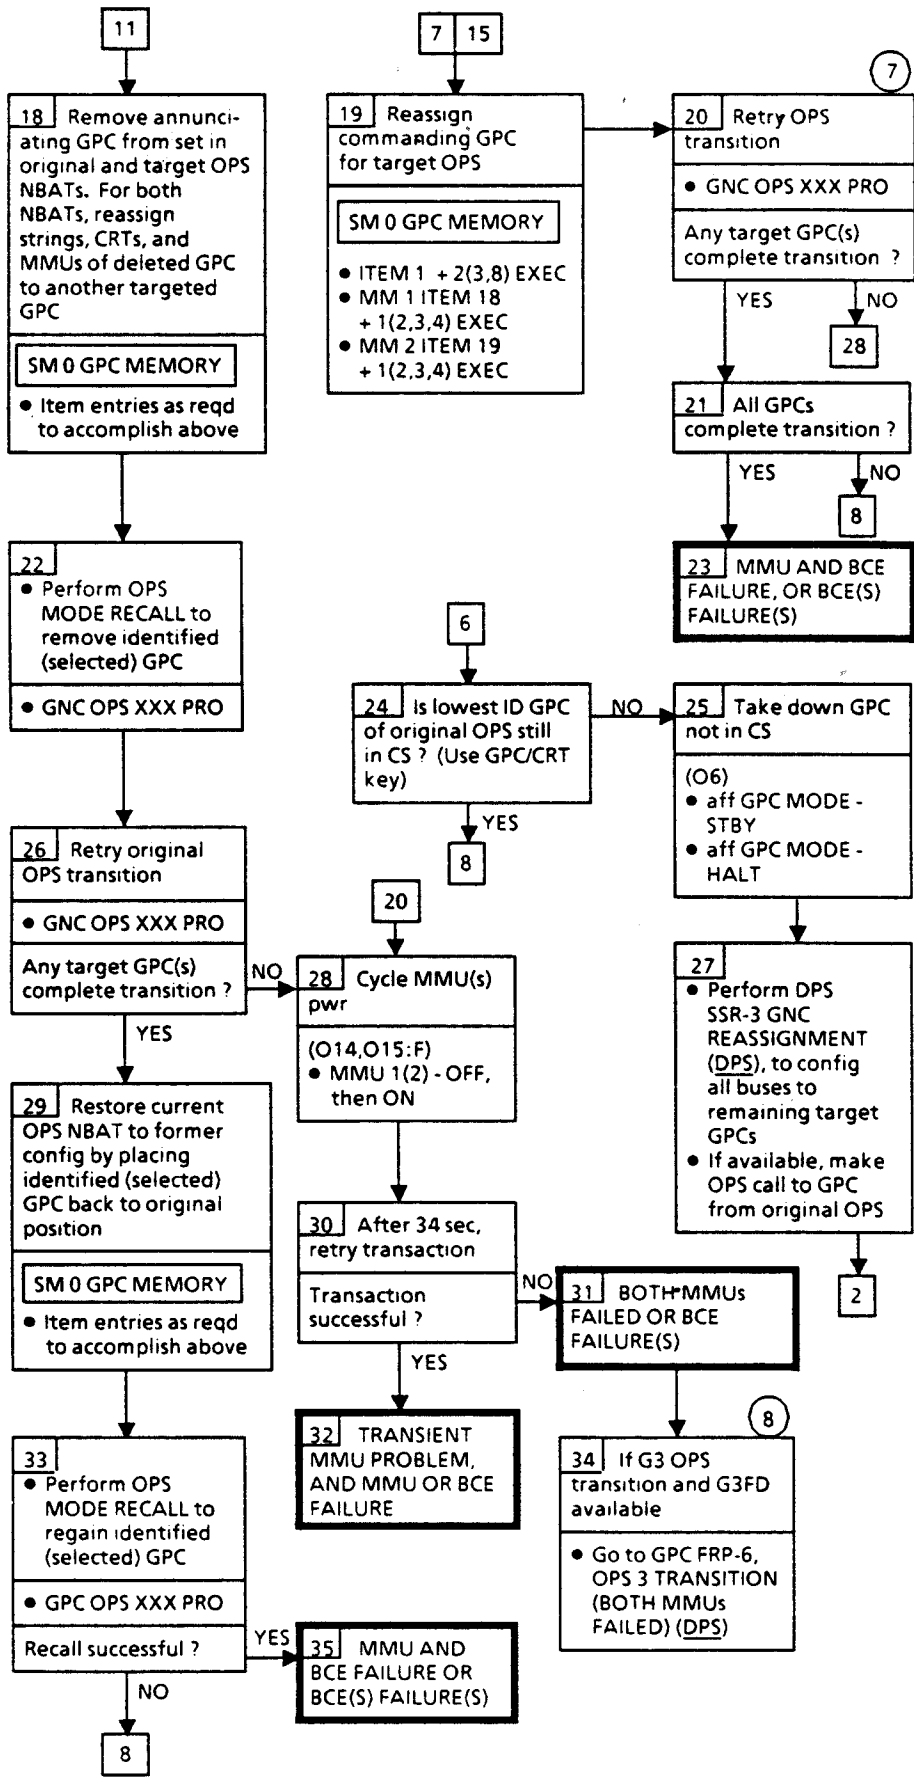 11
18 Remove annunci-
ating GPC from set in
original and target OPS
NBATs. For both
NBATs, reassign
strings, CRTs, and
MMUs of deleted GPC
to another targeted
GPC
SM 0 GPC MEMORY
• Item entries as reqd
to accomplish above
22
• Perform OPS
MODE RECALL to
remove identified
(selected) GPC
• GNC OPS XXX PRO
26 Retry original
OPS transition
• GNC OPS XXX PRO
Any target GPC(s)
complete transition ?
NO
YES
29 Restore current
OPS NBAT to former
config by placing
identified (selected)
GPC back to original
position
SM 0 GPC MEMORY
• Item entries as reqd
to accomplish above
33
• Perform OPS
MODE RECALL to
regain identified
(selected) GPC
• GPC OPS XXX PRO
Recall successful ?
YES
NO
8
7 15
19 Reassign
commanding GPC
for target OPS
SM 0 GPC MEMORY
• ITEM 1 + 2(3,8) EXEC
• MM 1 ITEM 18
+ 1(2,3,4) EXEC
• MM 2 ITEM 19
+ 1(2,3,4) EXEC
7
20 Retry OPS
transition
• GNC OPS XXX PRO
Any target GPC(s)
complete transition ?
YES
NO
28
21 All GPCs
complete transition ?
YES
NO
8
23 MMU AND BCE
FAILURE, OR BCE(S)
FAILURE(S)
6
24 Is lowest ID GPC
of original OPS still
in CS ? (Use GPC/CRT
key)
NO
YES
8
25 Take down GPC
not in CS
(O6)
• aff GPC MODE -
STBY
• aff GPC MODE -
HALT
27
• Perform DPS
SSR-3 GNC
REASSIGNMENT
(DPS), to config
all buses to
remaining target
GPCs
• If available, make
OPS call to GPC
from original OPS
2
20
28 Cycle MMU(s)
pwr
(O14,O15:F)
• MMU 1(2) - OFF,
then ON
30 After 34 sec,
retry transaction
Transaction
successful ?
NO
YES
31 BOTH MMUs
FAILED OR BCE
FAILURE(S)
32 TRANSIENT
MMU PROBLEM,
AND MMU OR BCE
FAILURE
8
34 If G3 OPS
transition and G3FD
available
• Go to GPC FRP-6,
OPS 3 TRANSITION
(BOTH MMUs
FAILED) (DPS)
35 MMU AND
BCE FAILURE OR
BCE(S) FAILURE(S)